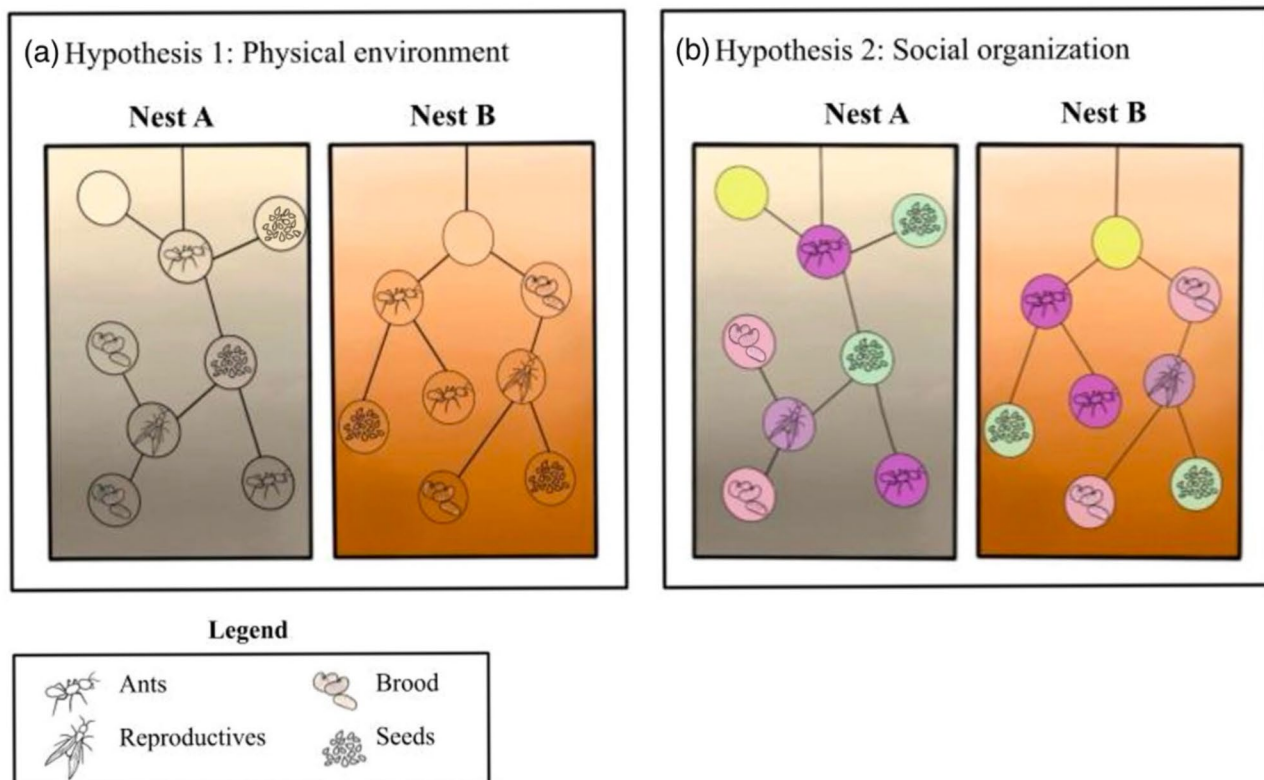 (a) Hypothesis 1: Physical environment
Nest A
Nest B
(b) Hypothesis 2: Social organization
Nest A
Nest B
Legend
Ants
Brood
Reproductives
Seeds